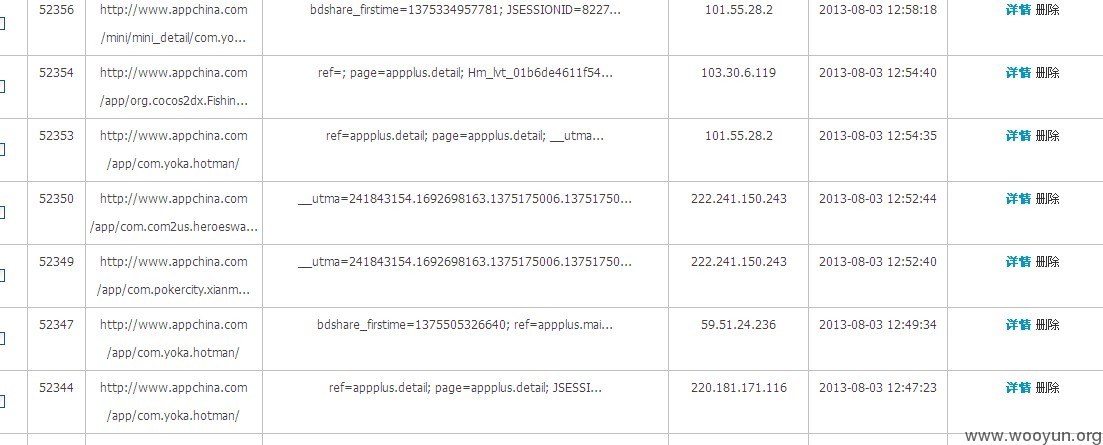 52356 http://www.appchina.com bdshare_firstime=1375334957781; JSESSIONID=8227... 101.55.28.2 2013-08-03 12:58:18 详情 删除
/mini/mini_detail/com.yo...
52354 http://www.appchina.com ref=; page=appplus.detail; Hm_lvt_01b6de4611f54... 103.30.6.119 2013-08-03 12:54:40 详情 删除
/app/org.cocos2dx.Fishin...
52353 http://www.appchina.com ref=appplus.detail; page=appplus.detail; __utma... 101.55.28.2 2013-08-03 12:54:35 详情 删除
/app/com.yoka.hotman/
52350 http://www.appchina.com __utma=241843154.1692698163.1375175006.13751750... 222.241.150.243 2013-08-03 12:52:44 详情 删除
/app/com.com2us.heroeswa...
52349 http://www.appchina.com __utma=241843154.1692698163.1375175006.13751750... 222.241.150.243 2013-08-03 12:52:40 详情 删除
/app/com.pokercity.xianm...
52347 http://www.appchina.com bdshare_firstime=1375505326640; ref=appplus.mai... 59.51.24.236 2013-08-03 12:49:34 详情 删除
/app/com.yoka.hotman/
52344 http://www.appchina.com ref=appplus.detail; page=appplus.detail; JSESSI... 220.181.171.116 2013-08-03 12:47:23 详情 删除
/app/com.yoka.hotman/
www.wooyun.org